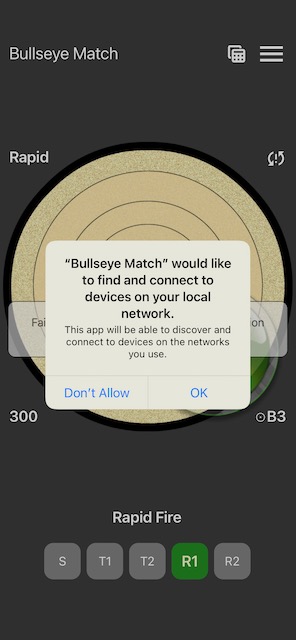 Bullseye Match
Rapid
“Bullseye Match” would like
to find and connect to
devices on your local
network.
This app will be able to discover and
connect to devices on the networks
you use.
Don’t Allow
OK
300
B3
Rapid Fire
S
T1
T2
R1
R2